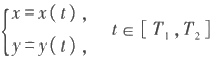 x=x(t),
y=y(t), t∈[T₁,T₂]